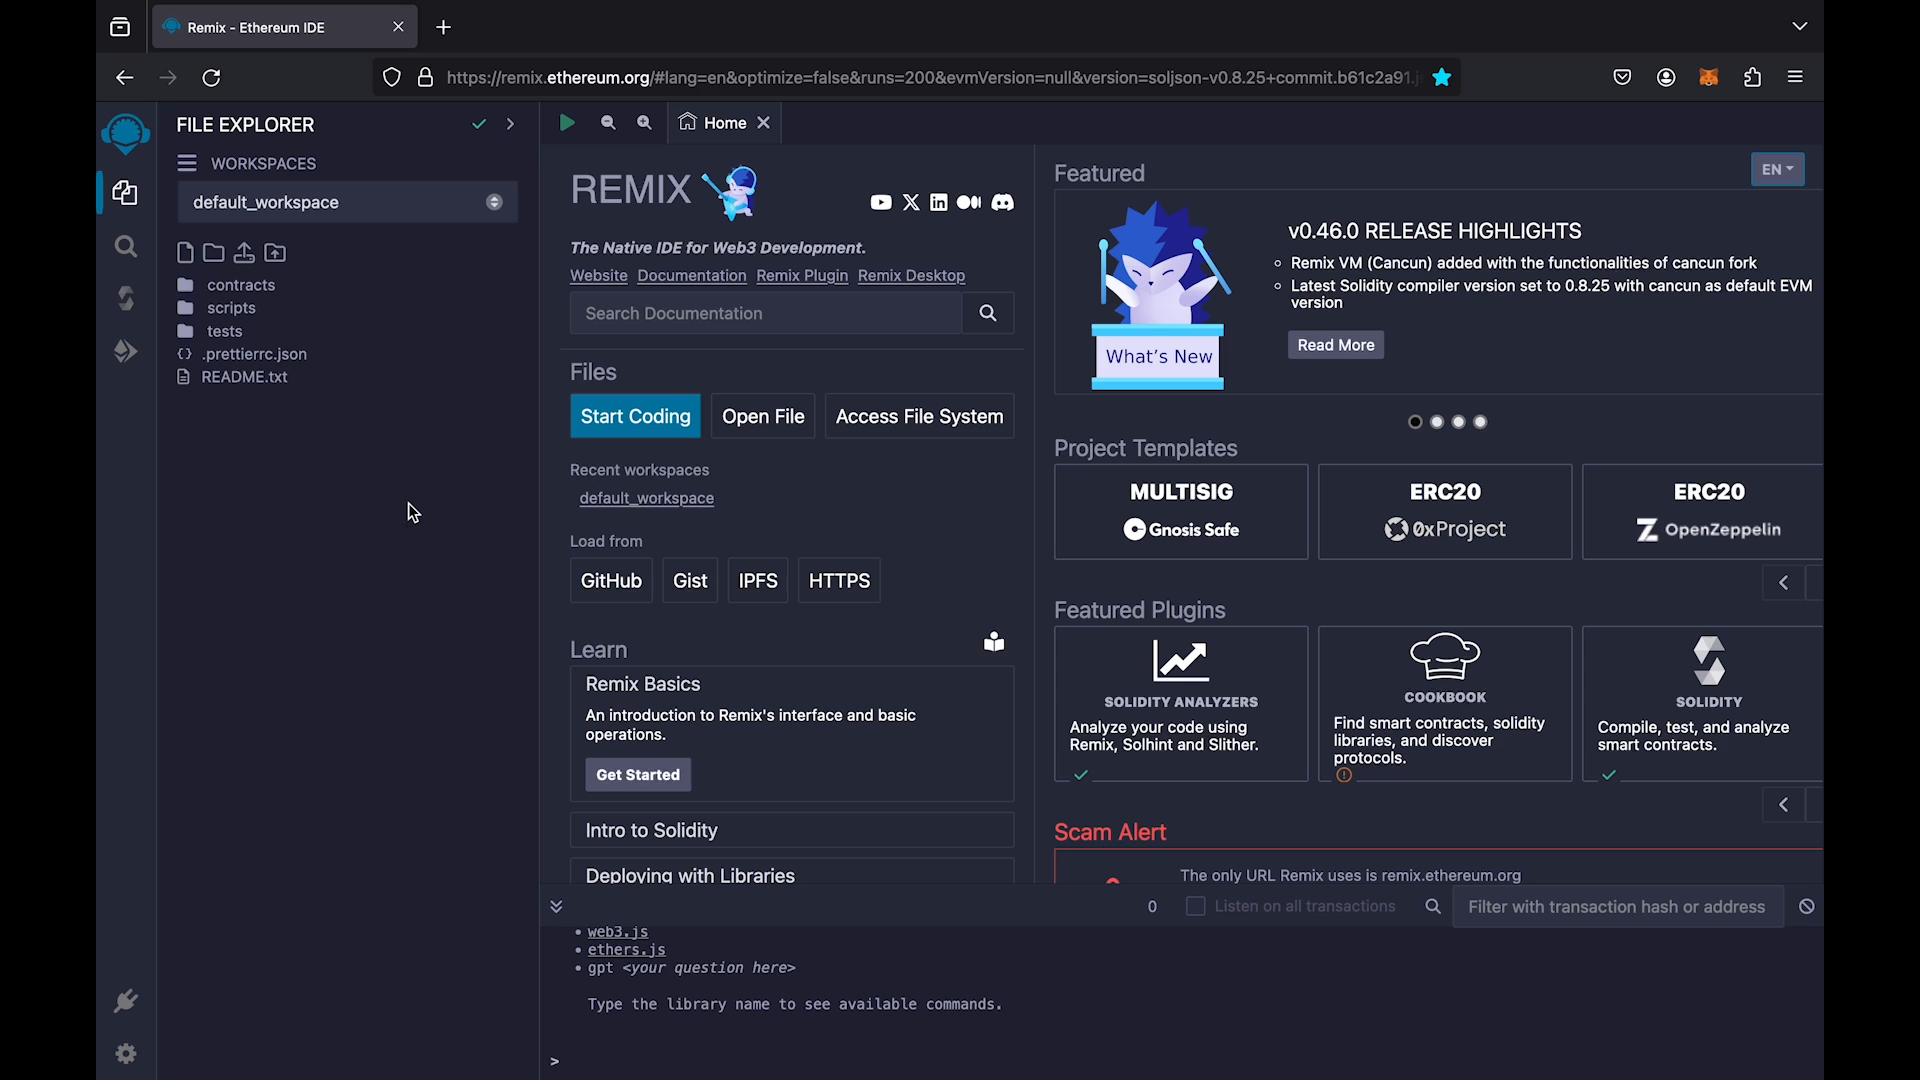 Remix - Ethereum IDE
https://remix.ethereum.org/#lang=en&optimize=false&runs=200&evmVersion=null&version=soljson-v0.8.25+commit.b61c2a91.j
FILE EXPLORER
WORKSPACES
default_workspace
contracts
scripts
tests
.prettierrc.json
README.txt
Home
REMIX
The Native IDE for Web3 Development.
Website Documentation Remix Plugin Remix Desktop
Search Documentation
Files
Start Coding Open File Access File System
Recent workspaces
default_workspace
Load from
GitHub Gist IPFS HTTPS
Learn
Remix Basics
An introduction to Remix's interface and basic
operations.
Get Started
Intro to Solidity
Deploying with Libraries
Featured
EN
What's New
v0.46.0 RELEASE HIGHLIGHTS
Remix VM (Cancun) added with the functionalities of cancun fork
Latest Solidity compiler version set to 0.8.25 with cancun as default EVM
version
Read More
Project Templates
MULTISIG
Gnosis Safe
ERC20
0xProject
ERC20
OpenZeppelin
Featured Plugins
SOLIDITY ANALYZERS
Analyze your code using
Remix, Solhint and Slither.
COOKBOOK
Find smart contracts, solidity
libraries, and discover
protocols.
SOLIDITY
Compile, test, and analyze
smart contracts.
Scam Alert
The only URL Remix uses is remix.ethereum.org
0 Listen on all transactions Filter with transaction hash or address
• web3.js
• ethers.js
• gpt <your question here>
Type the library name to see available commands.
>